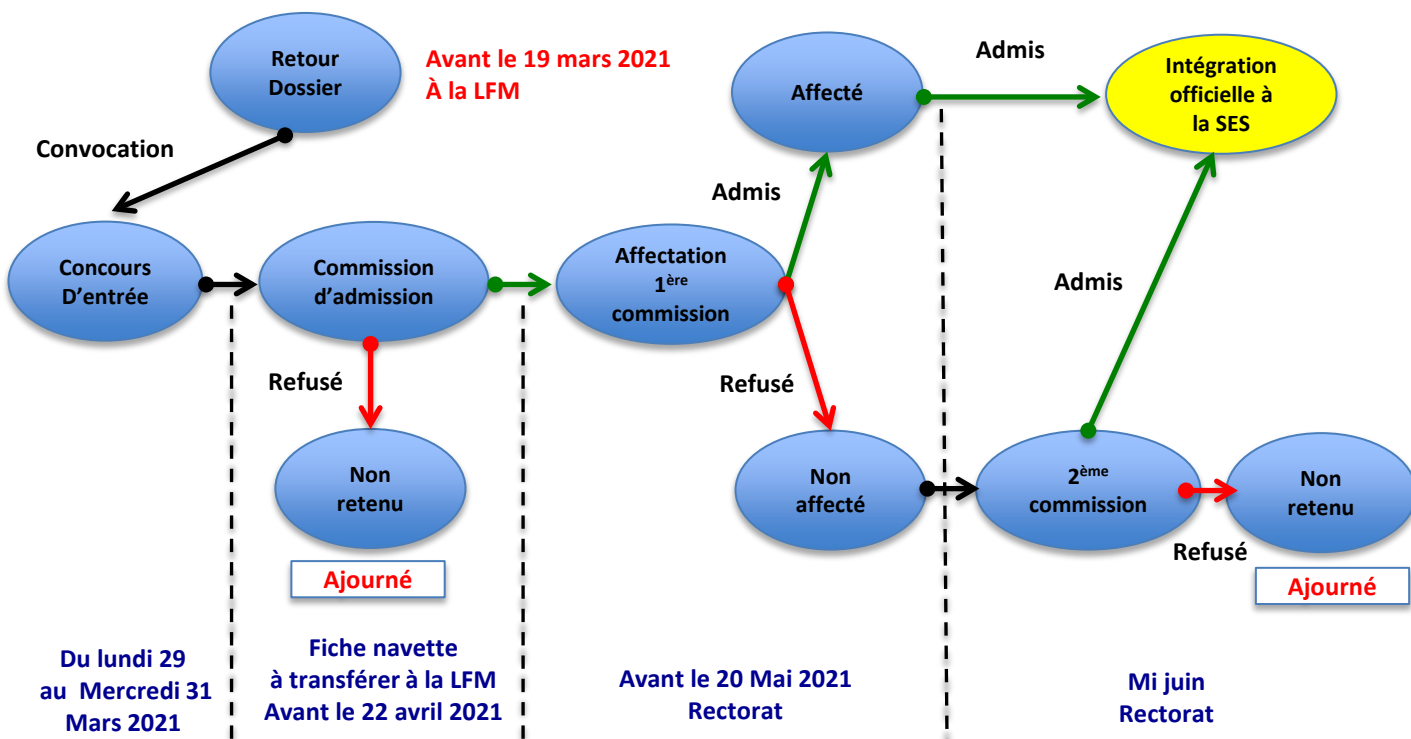 Retour
Dossier
Avant le 19 mars 2021
À la LFM
Convocation
Concours
D’entrée
Commission
d’admission
Refusé
Non
retenu
Ajourné
Affectation
1ère
commission
Admis
Affecté
Admis
Intégration
officielle à
la SES
Refusé
Non
affecté
2ème
commission
Admis
Refusé
Non
retenu
Ajourné
Du lundi 29
au Mercredi 31
Mars 2021
Fiche navette
à transférer à la LFM
Avant le 22 avril 2021
Avant le 20 Mai 2021
Rectorat
Mi juin
Rectorat